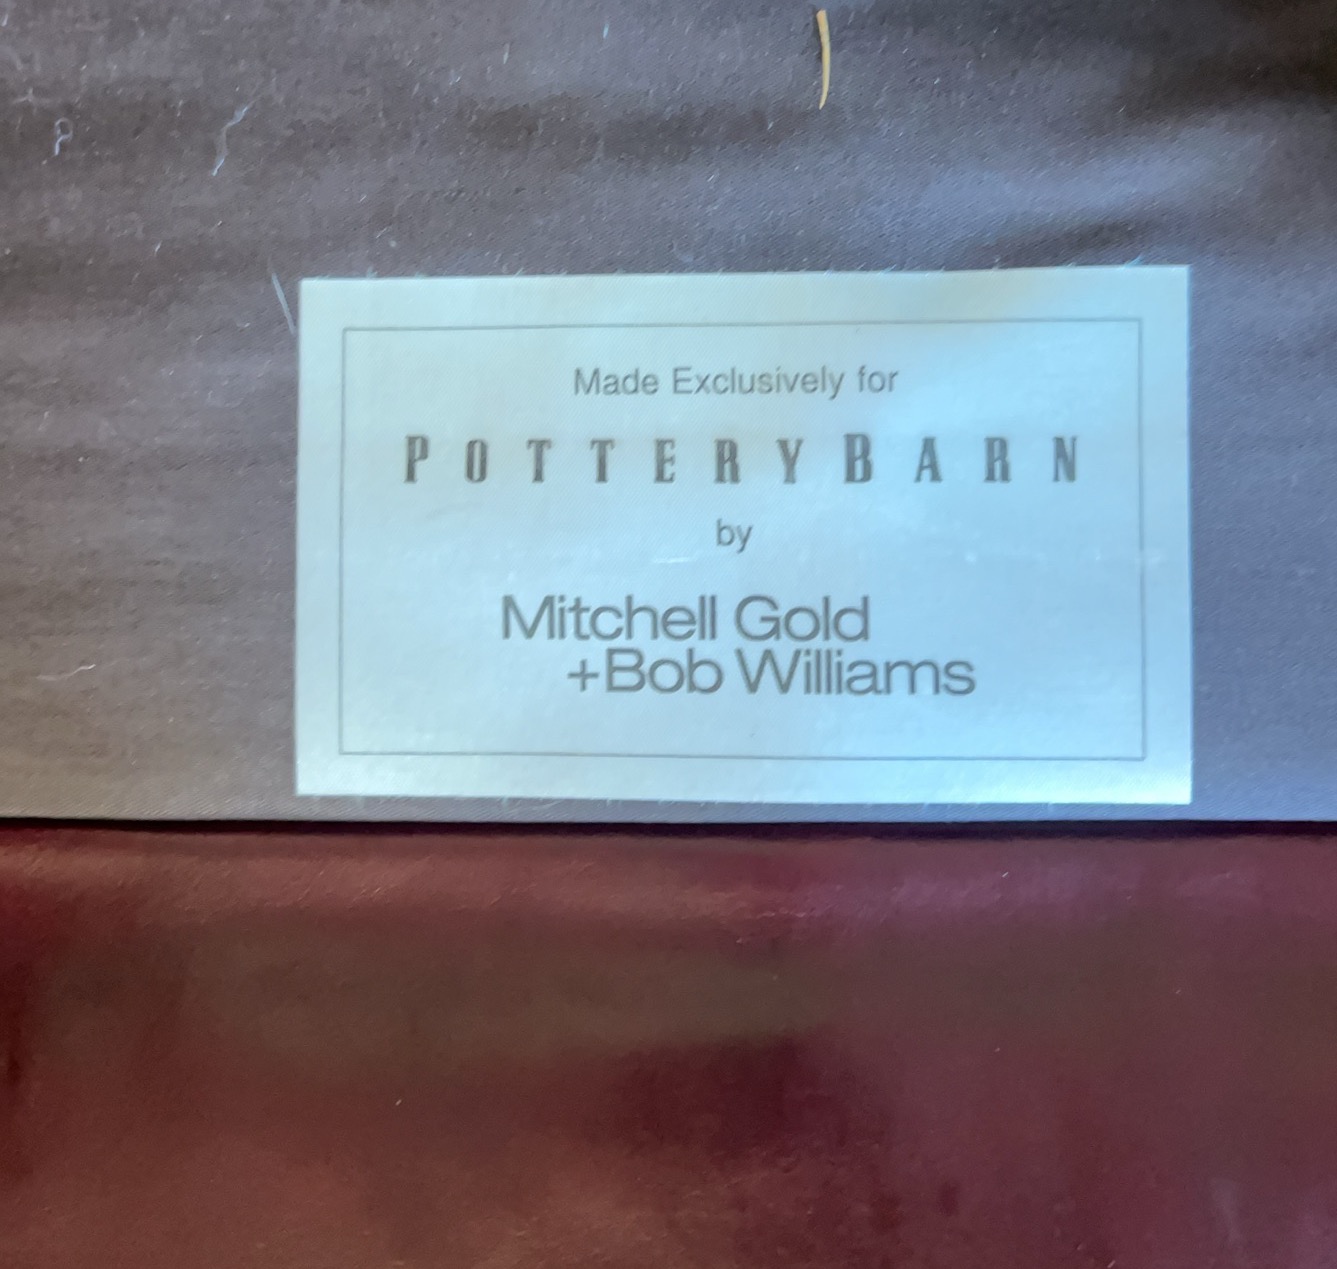 Made Exclusively for
POTTERYBARN
by
Mitchell Gold
+Bob Williams